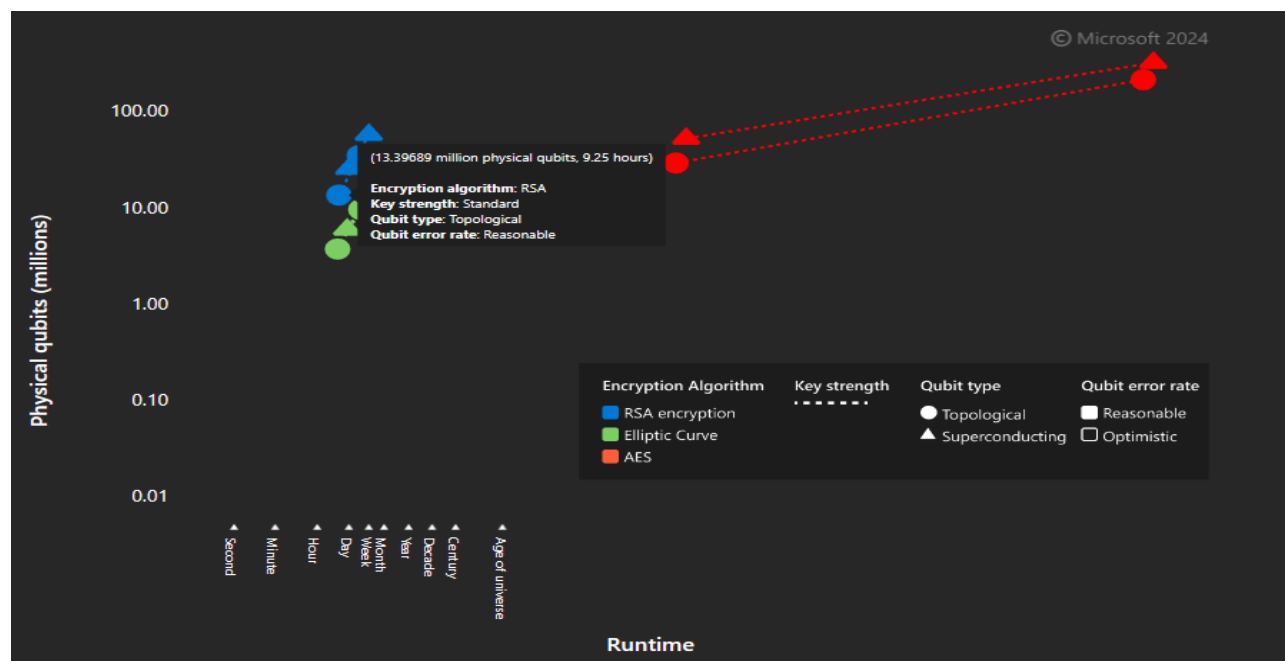 © Microsoft 2024
Physical qubits (millions)
100.00
10.00
1.00
0.10
0.01
(13.39689 million physical qubits, 9.25 hours)
Encryption algorithm: RSA
Key strength: Standard
Qubit type: Topological
Qubit error rate: Reasonable
Encryption Algorithm
RSA encryption
Elliptic Curve
AES
Key strength
Qubit type
Topological
Superconducting
Qubit error rate
Reasonable
Optimistic
Second
Minute
Hour
Day
Week
Month
Year
Decade
Century
Age of universe
Runtime